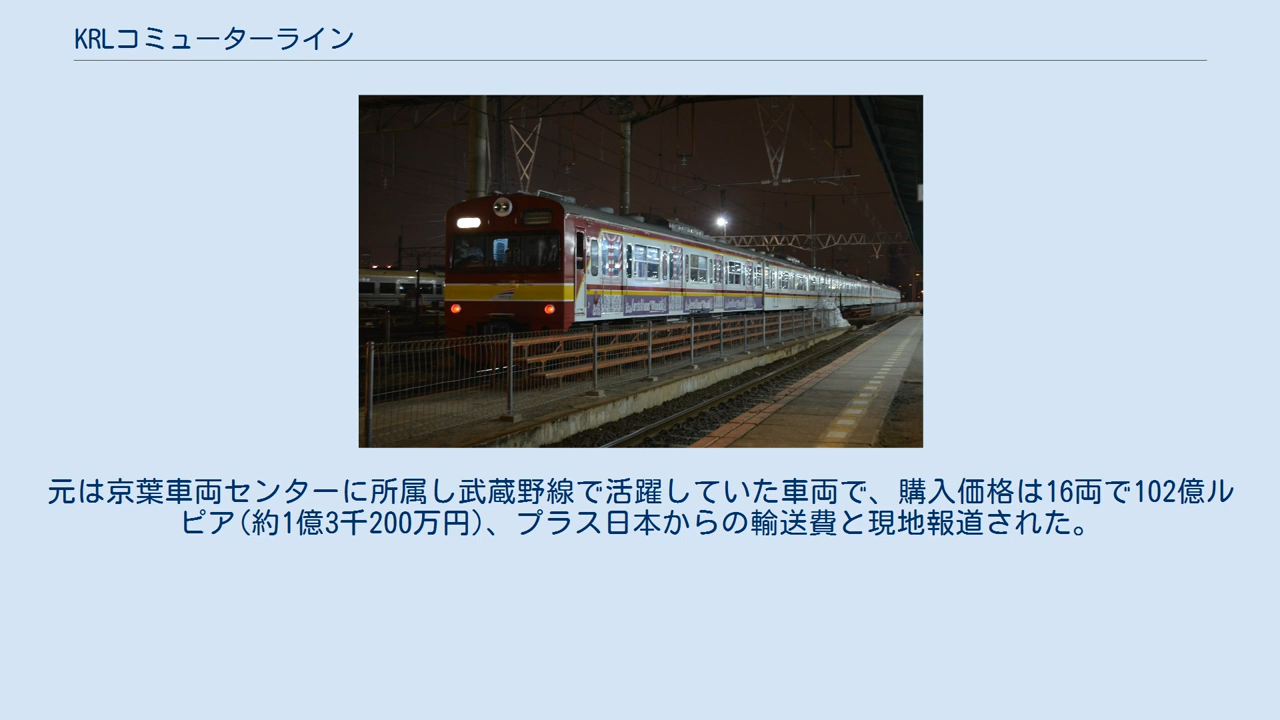 KRLコミューターライン
元は京葉車両センターに所属し武蔵野線で活躍していた車両で、購入価格は16両で102億ル
ピア(約1億3千200万円)、プラス日本からの輸送費と現地報道された。